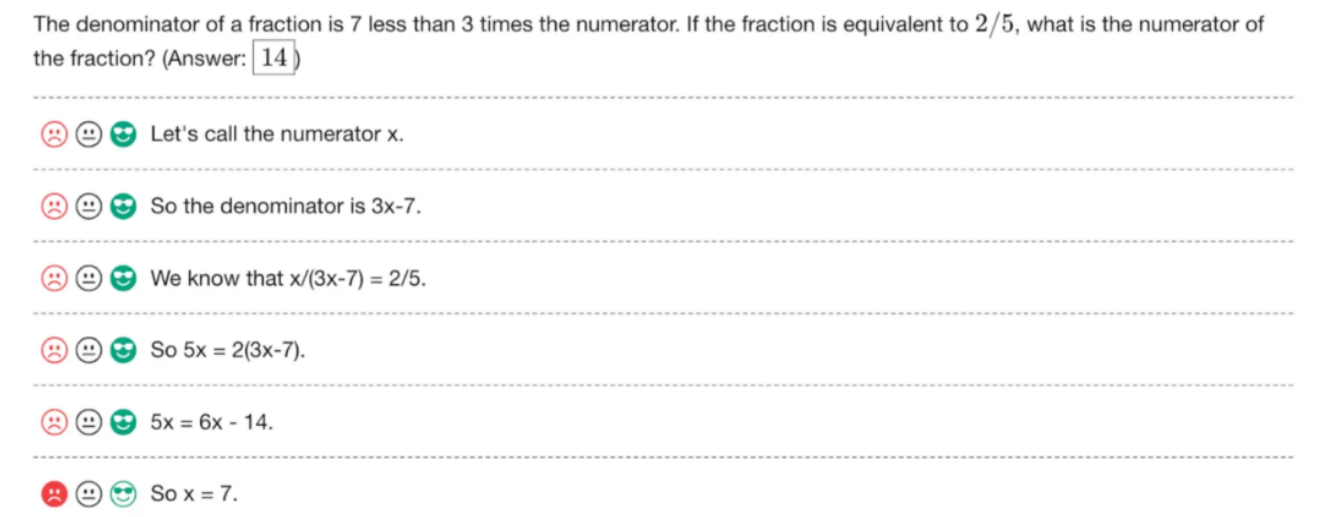 The denominator of a fraction is 7 less than 3 times the numerator. If the fraction is equivalent to 2/5, what is the numerator of
the fraction? (Answer: 14)
Let's call the numerator x.
So the denominator is 3x-7.
We know that x/(3x-7) = 2/5.
So 5x = 2(3x-7).
5x = 6x - 14.
So x = 7.